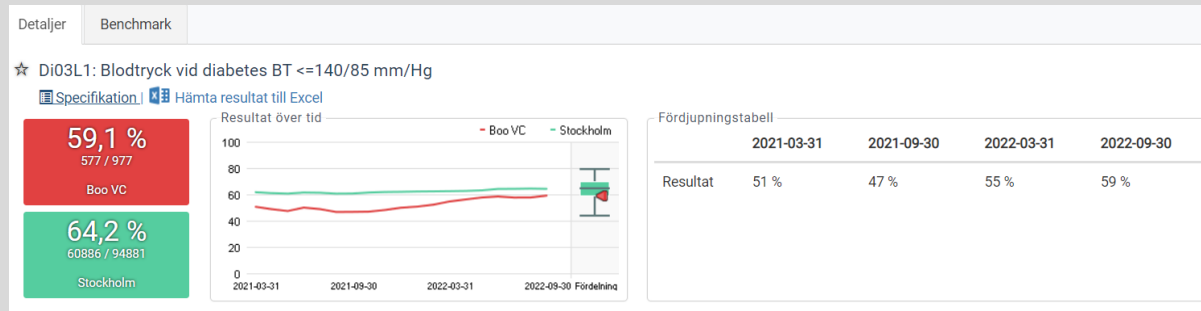 Detaljer
Benchmark
Di03L1: Blodtryck vid diabetes BT <=140/85 mm/Hg
Specifikation | Hämta resultat till Excel
59,1 %
577 / 977
Boo VC
64,2 %
60886 / 94881
Stockholm
Resultat över tid
Boo VC Stockholm
100
80
60
40
20
0
2021-03-31 2021-09-30 2022-03-31 2022-09-30 Fördelning
Fördjupningstabell
2021-03-31 2021-09-30 2022-03-31 2022-09-30
Resultat 51 % 47 % 55 % 59 %